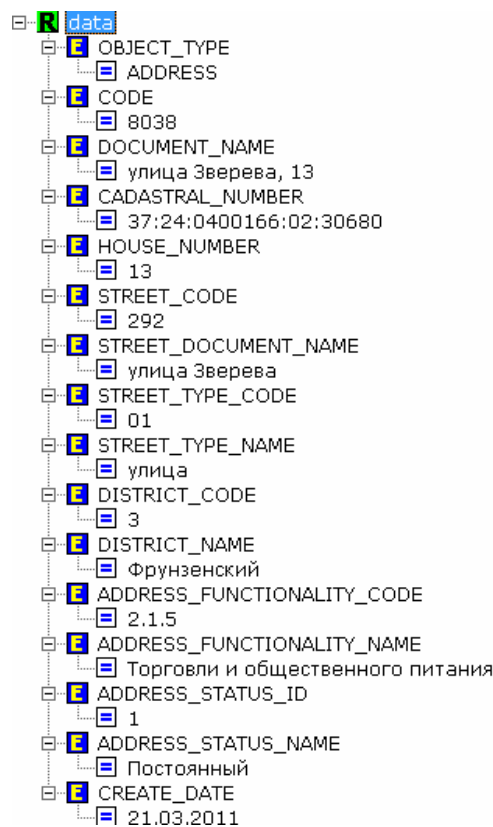 data
OBJECT_TYPE
ADDRESS
CODE
8038
DOCUMENT_NAME
улица Зверева, 13
CADASTRAL_NUMBER
37:24:0400166:02:30680
HOUSE_NUMBER
13
STREET_CODE
292
STREET_DOCUMENT_NAME
улица Зверева
STREET_TYPE_CODE
01
STREET_TYPE_NAME
улица
DISTRICT_CODE
3
DISTRICT_NAME
Фрунзенский
ADDRESS_FUNCTIONALITY_CODE
2.1.5
ADDRESS_FUNCTIONALITY_NAME
Торговли и общественного питания
ADDRESS_STATUS_ID
1
ADDRESS_STATUS_NAME
Постоянный
CREATE_DATE
21.03.2011